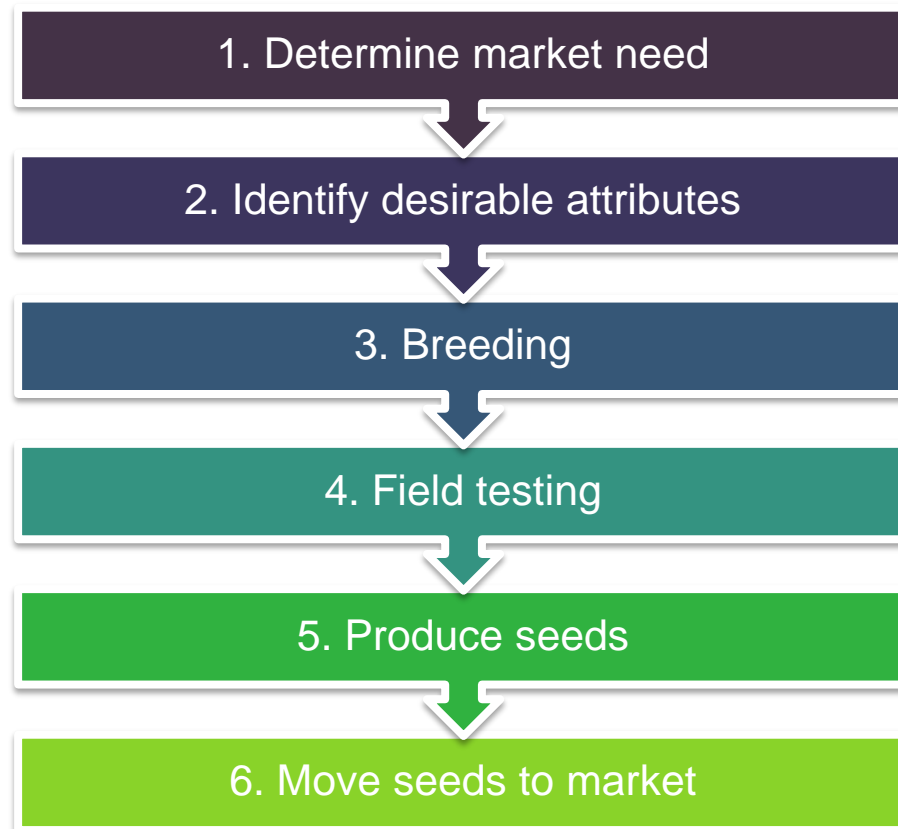 1. Determine market need
2. Identify desirable attributes
3. Breeding
4. Field testing
5. Produce seeds
6. Move seeds to market